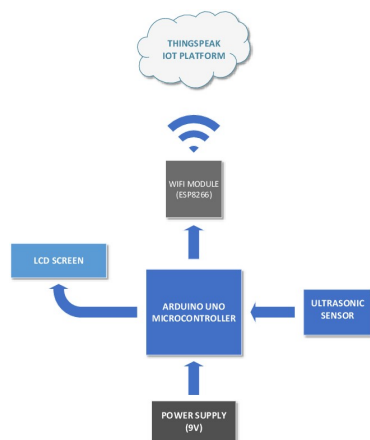 THINGSPEAK
IOT PLATFORM
WIFI MODULE
(ESP8266)
LCD SCREEN
ARDUINO UNO
MICROCONTROLLER
ULTRASONIC
SENSOR
POWER SUPPLY
(9V)